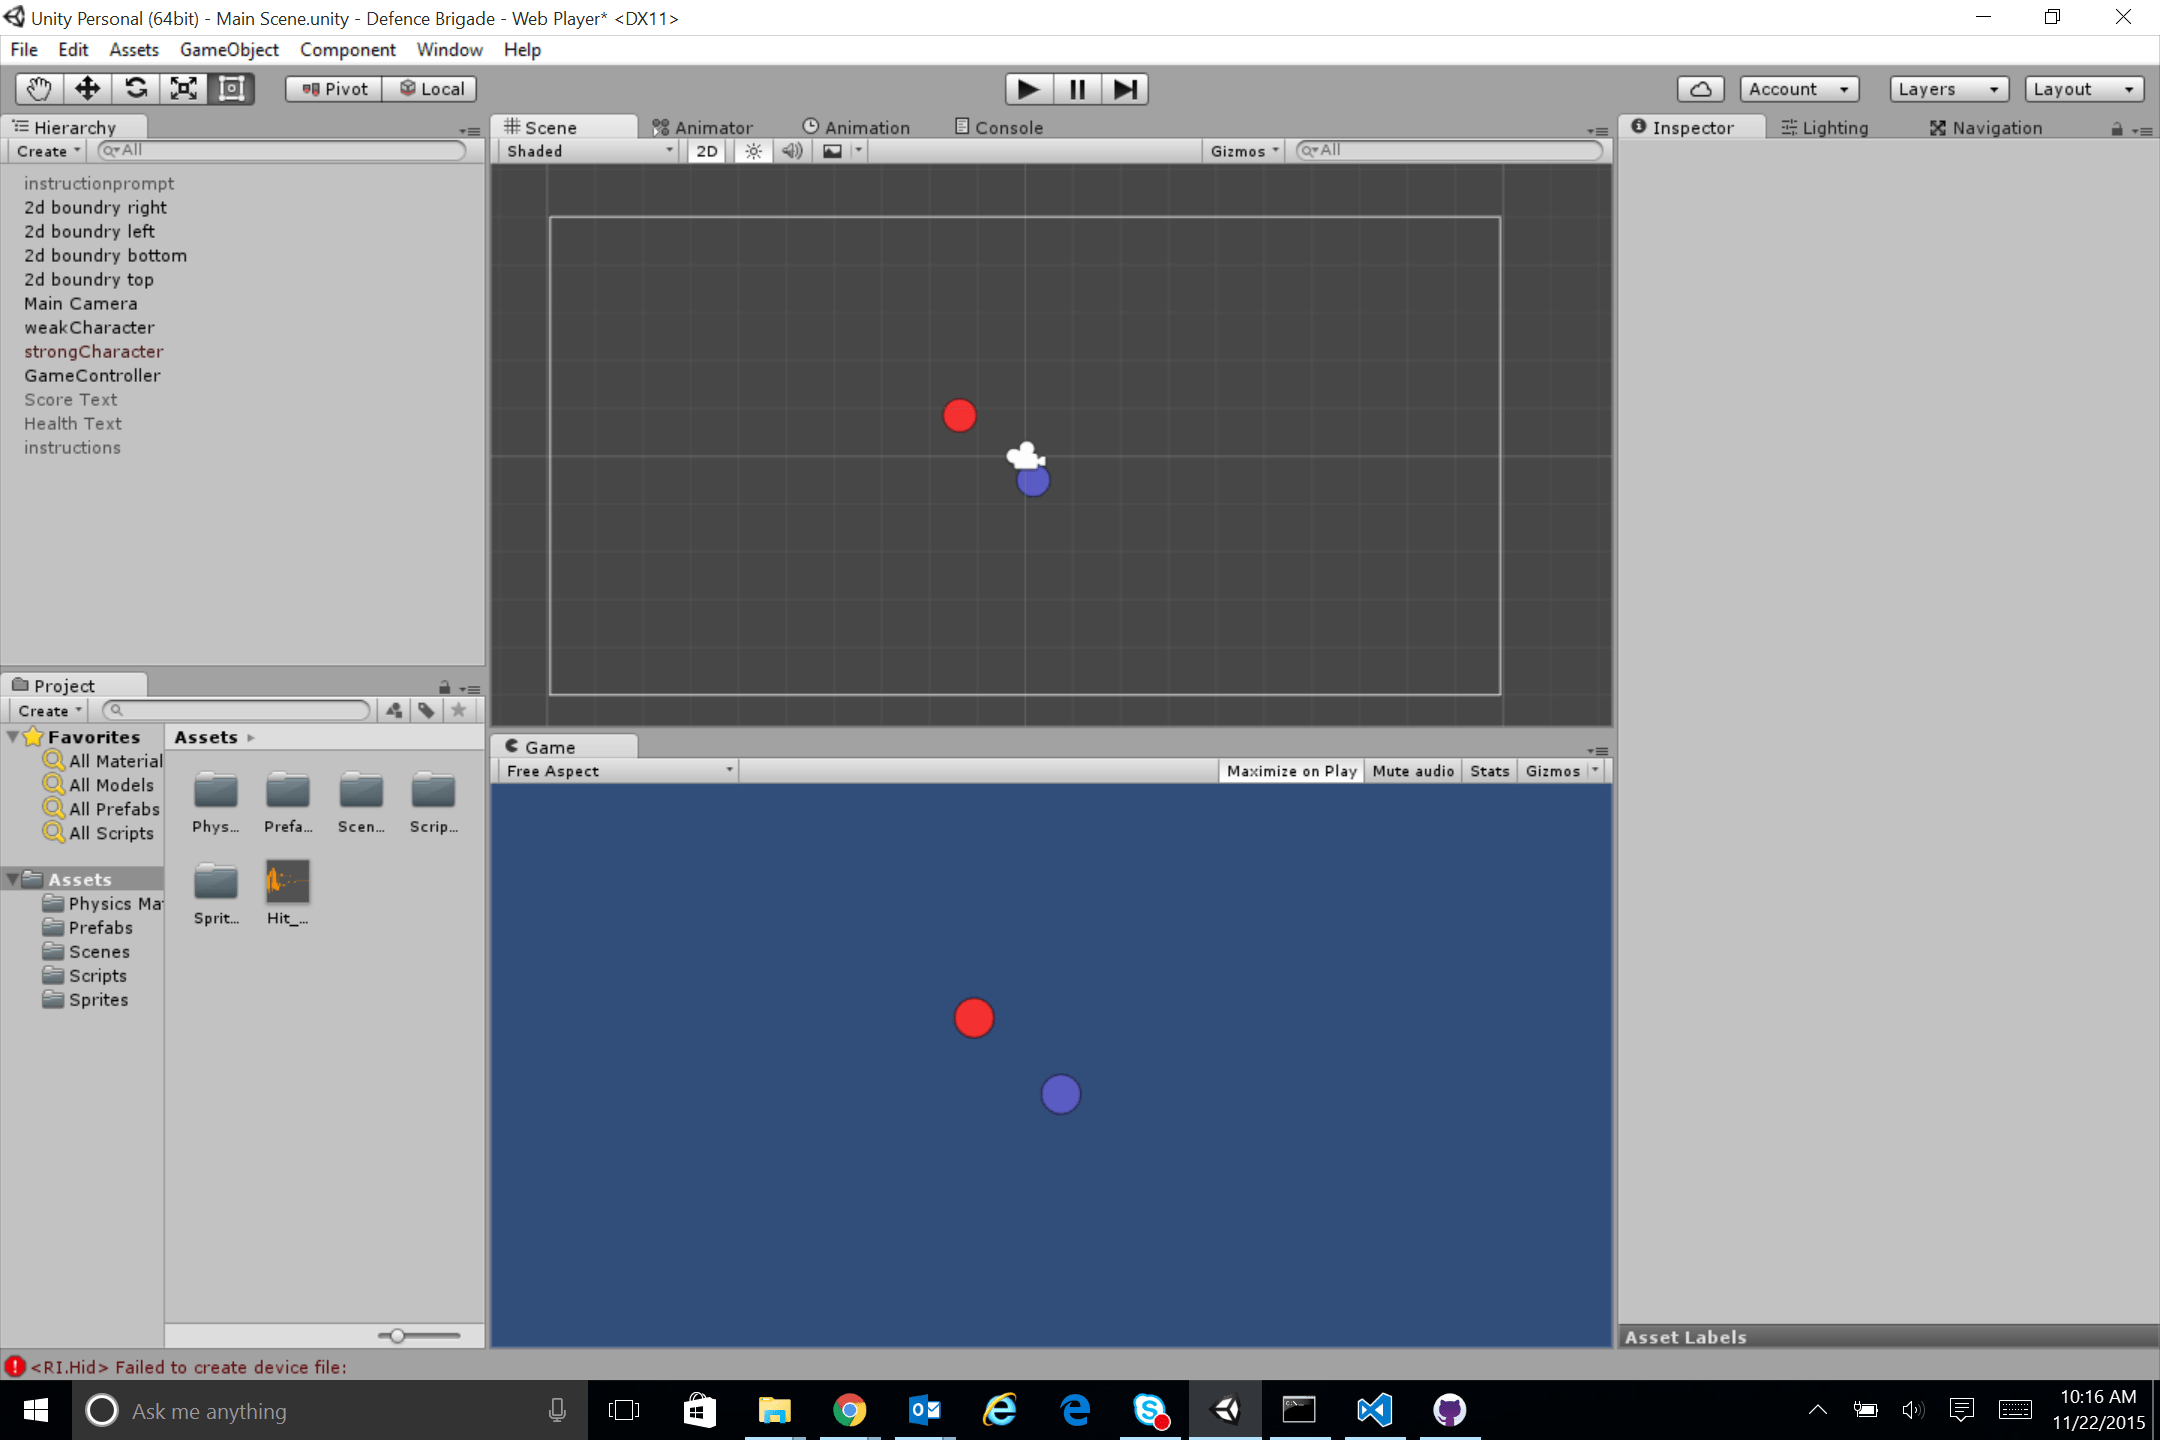 Unity Personal (64bit) - Main Scene.unity - Defence Brigade - Web Player* <DX11>
File Edit Assets GameObject Component Window Help
Pivot Local Account Layers Layout
Hierarchy
Create All
instructionprompt
2d boundry right
2d boundry left
2d boundry bottom
2d boundry top
Main Camera
weakCharacter
strongCharacter
GameController
Score Text
Health Text
instructions
Scene Animator Animation Console
Shaded 2D Gizmos All
Inspector Lighting Navigation
Project
Create
Favorites
All Material
All Models
All Prefabs
All Scripts
Assets
Physics Ma
Prefabs
Scenes
Scripts
Sprites
Assets
Phys... Prefa... Scen... Scrip...
Sprit... Hit_...
Game
Free Aspect Maximize on Play Mute audio Stats Gizmos
Asset Labels
<RI.Hid> Failed to create device file:
Ask me anything
10:16 AM
11/22/2015